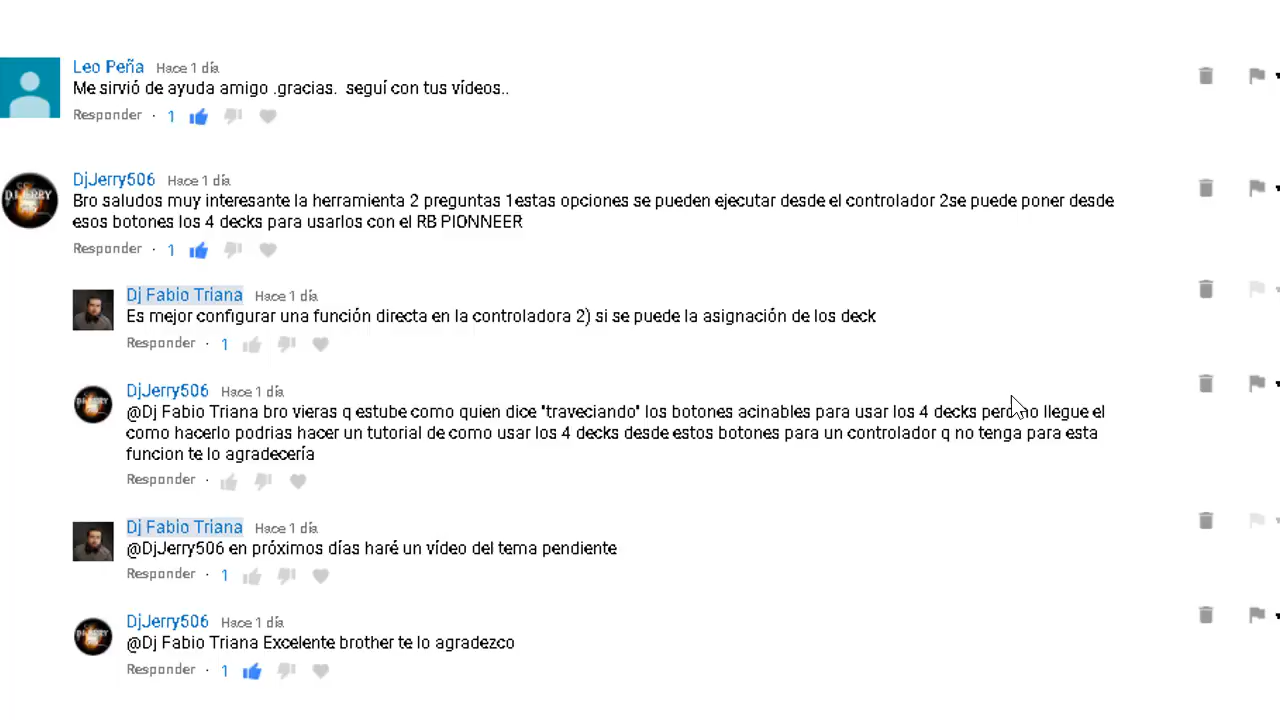 Leo Peña Hace 1 día
Me sirvió de ayuda amigo .gracias. seguí con tus vídeos..
Responder · 1
DjJerry506 Hace 1 día
Bro saludos muy interesante la herramienta 2 preguntas 1estas opciones se pueden ejecutar desde el controlador 2se puede poner desde
esos botones los 4 decks para usarlos con el RB PIONNEER
Responder · 1
Dj Fabio Triana Hace 1 día
Es mejor configurar una función directa en la controladora 2) si se puede la asignación de los deck
Responder · 1
DjJerry506 Hace 1 día
@Dj Fabio Triana bro vieras q estube como quien dice "traveciando" los botones acinables para usar los 4 decks pero no llegue el
como hacerlo podrias hacer un tutorial de como usar los 4 decks desde estos botones para un controlador q no tenga para esta
funcion te lo agradecería
Responder ·
Dj Fabio Triana Hace 1 día
@DjJerry506 en próximos días haré un vídeo del tema pendiente
Responder · 1
DjJerry506 Hace 1 día
@Dj Fabio Triana Excelente brother te lo agradezco
Responder · 1